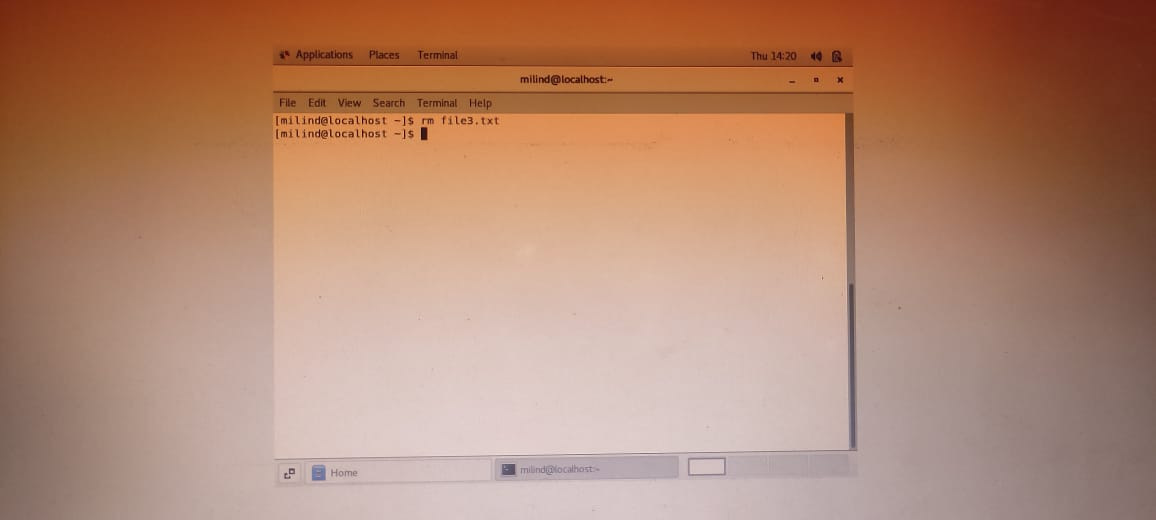 Applications Places Terminal Thu 14:20
milind@localhost:~
File Edit View Search Terminal Help
[milind@localhost ~]$ rm file3.txt
[milind@localhost ~]$
Home milind@localhost:~